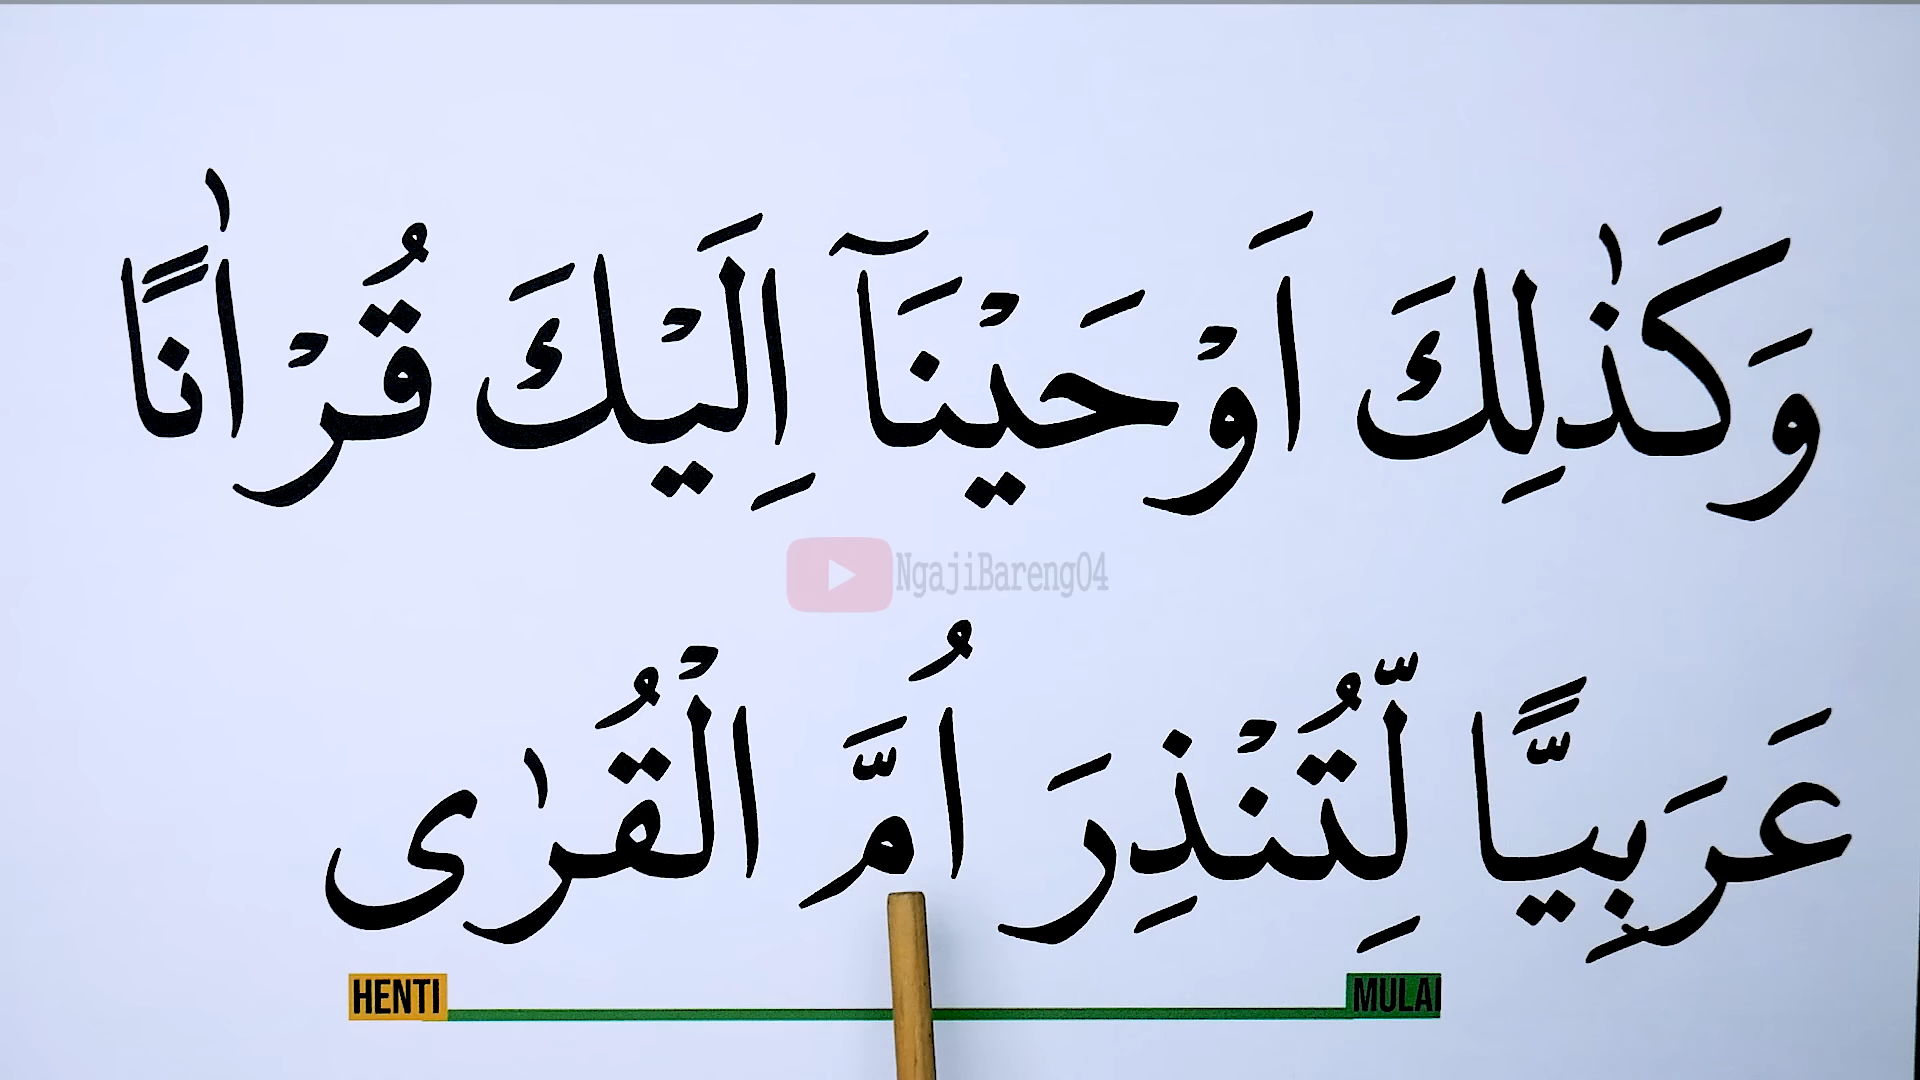 وَكَذٰلِكَ اَوْحَيْنَآ اِلَيْكَ قُرْاٰنًا
NgajiBareng04
عَرَبِيًّا لِّتُنْذِرَ اُمَّ الْقُرٰى
HENTI MULAI